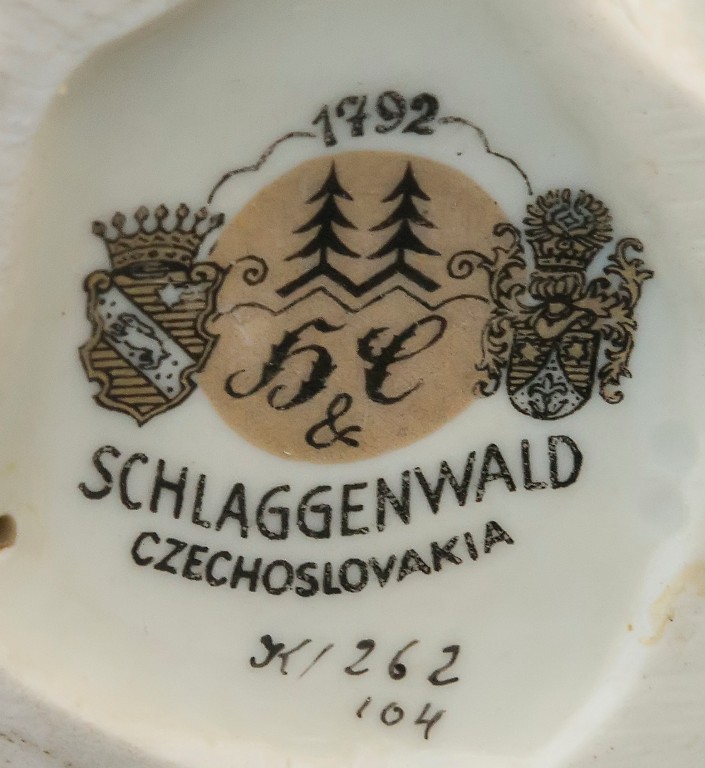 1792
H & C
SCHLAGGENWALD
CZECHOSLOVAKIA
K/262
104